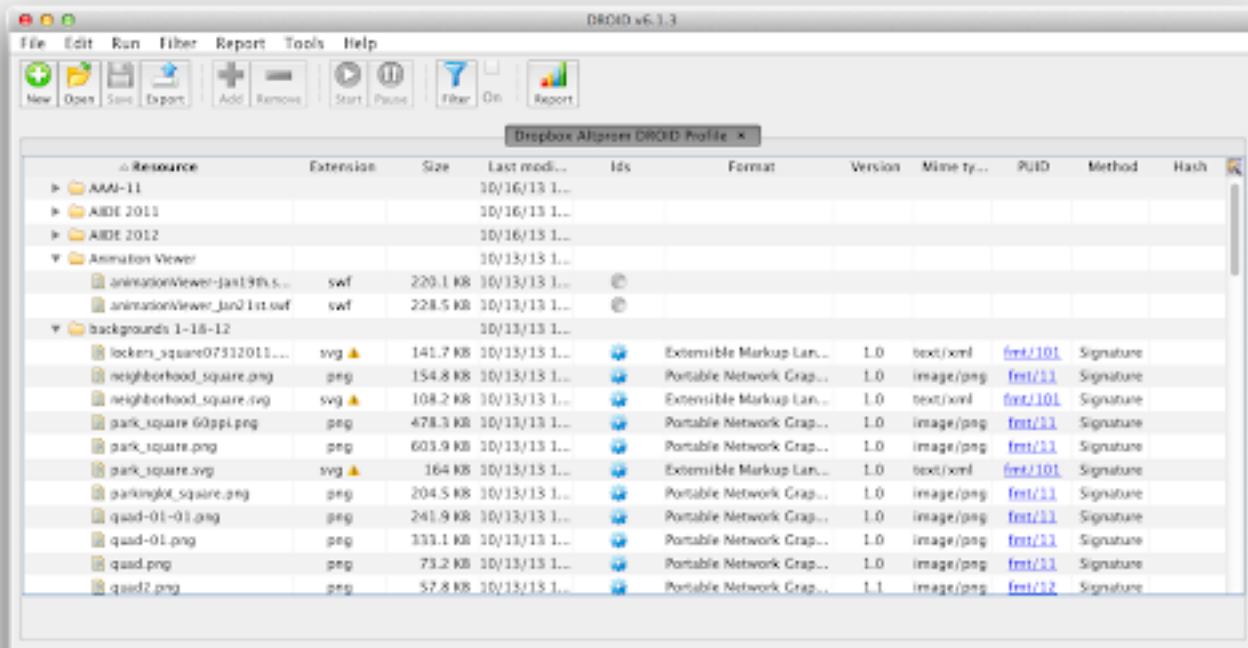 DROID v6.1.3
File Edit Run Filter Report Tools Help
New Open Save Export Add Remove Start Pause Filter On Report
Dropbox Altprom DROID Profile ×
Resource Extension Size Last modi... Ids Format Version Mime ty... PUID Method Hash
AAAI-11 10/16/13 1...
AIIDE 2011 10/16/13 1...
AIIDE 2012 10/16/13 1...
Animation Viewer 10/13/13 1...
animationViewer-Jan19th.s... swf 220.1 KB 10/13/13 1...
animationViewer_Jan21st.swf swf 228.5 KB 10/13/13 1...
backgrounds 1-18-12 10/13/13 1...
lockers_square07312011.... svg 141.7 KB 10/13/13 1... Extensible Markup Lan... 1.0 text/xml fmt/101 Signature
neighborhood_square.png png 154.8 KB 10/13/13 1... Portable Network Grap... 1.0 image/png fmt/11 Signature
neighborhood_square.svg svg 108.2 KB 10/13/13 1... Extensible Markup Lan... 1.0 text/xml fmt/101 Signature
park_square 60ppi.png png 478.3 KB 10/13/13 1... Portable Network Grap... 1.0 image/png fmt/11 Signature
park_square.png png 603.9 KB 10/13/13 1... Portable Network Grap... 1.0 image/png fmt/11 Signature
park_square.svg svg 164 KB 10/13/13 1... Extensible Markup Lan... 1.0 text/xml fmt/101 Signature
parkinglot_square.png png 204.5 KB 10/13/13 1... Portable Network Grap... 1.0 image/png fmt/11 Signature
quad-01-01.png png 241.9 KB 10/13/13 1... Portable Network Grap... 1.0 image/png fmt/11 Signature
quad-01.png png 333.1 KB 10/13/13 1... Portable Network Grap... 1.0 image/png fmt/11 Signature
quad.png png 73.2 KB 10/13/13 1... Portable Network Grap... 1.0 image/png fmt/11 Signature
quad2.png png 57.8 KB 10/13/13 1... Portable Network Grap... 1.1 image/png fmt/12 Signature